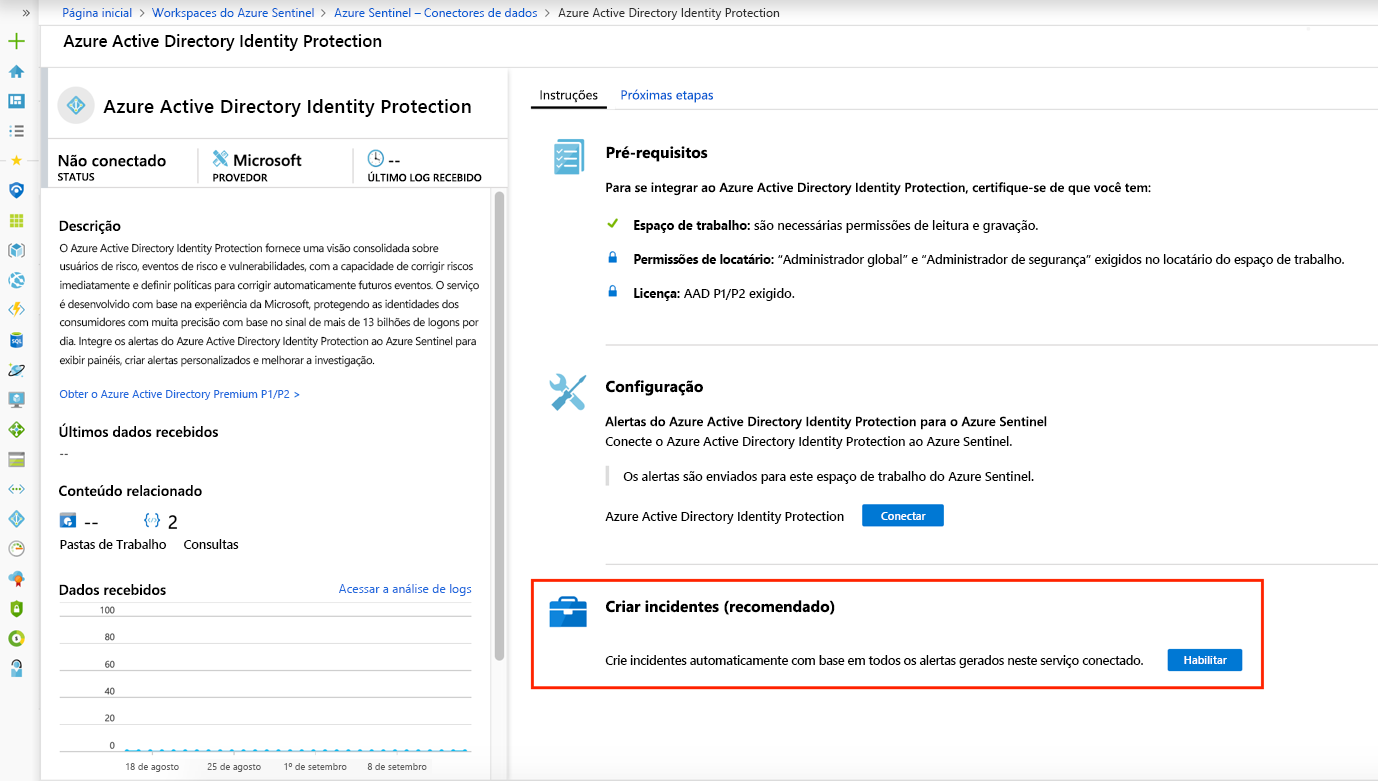 » Página inicial > Workspaces do Azure Sentinel > Azure Sentinel – Conectores de dados > Azure Active Directory Identity Protection
Azure Active Directory Identity Protection
Azure Active Directory Identity Protection
Não conectado
STATUS
Microsoft
PROVEDOR
--
ÚLTIMO LOG RECEBIDO
Descrição
O Azure Active Directory Identity Protection fornece uma visão consolidada sobre
usuários de risco, eventos de risco e vulnerabilidades, com a capacidade de corrigir riscos
imediatamente e definir políticas para corrigir automaticamente futuros eventos. O serviço
é desenvolvido com base na experiência da Microsoft, protegendo as identidades dos
consumidores com muita precisão com base no sinal de mais de 13 bilhões de logons por
dia. Integre os alertas do Azure Active Directory Identity Protection ao Azure Sentinel para
exibir painéis, criar alertas personalizados e melhorar a investigação.
Obter o Azure Active Directory Premium P1/P2 >
Últimos dados recebidos
--
Conteúdo relacionado
-- 2
Pastas de Trabalho Consultas
Dados recebidos Acessar a análise de logs
100
80
60
40
20
0
18 de agosto 25 de agosto 1º de setembro 8 de setembro
Instruções Próximas etapas
Pré-requisitos
Para se integrar ao Azure Active Directory Identity Protection, certifique-se de que você tem:
Espaço de trabalho: são necessárias permissões de leitura e gravação.
Permissões de locatário: “Administrador global” e “Administrador de segurança” exigidos no locatário do espaço de trabalho.
Licença: AAD P1/P2 exigido.
Configuração
Alertas do Azure Active Directory Identity Protection para o Azure Sentinel
Conecte o Azure Active Directory Identity Protection ao Azure Sentinel.
Os alertas são enviados para este espaço de trabalho do Azure Sentinel.
Azure Active Directory Identity Protection Conectar
Criar incidentes (recomendado)
Crie incidentes automaticamente com base em todos os alertas gerados neste serviço conectado. Habilitar